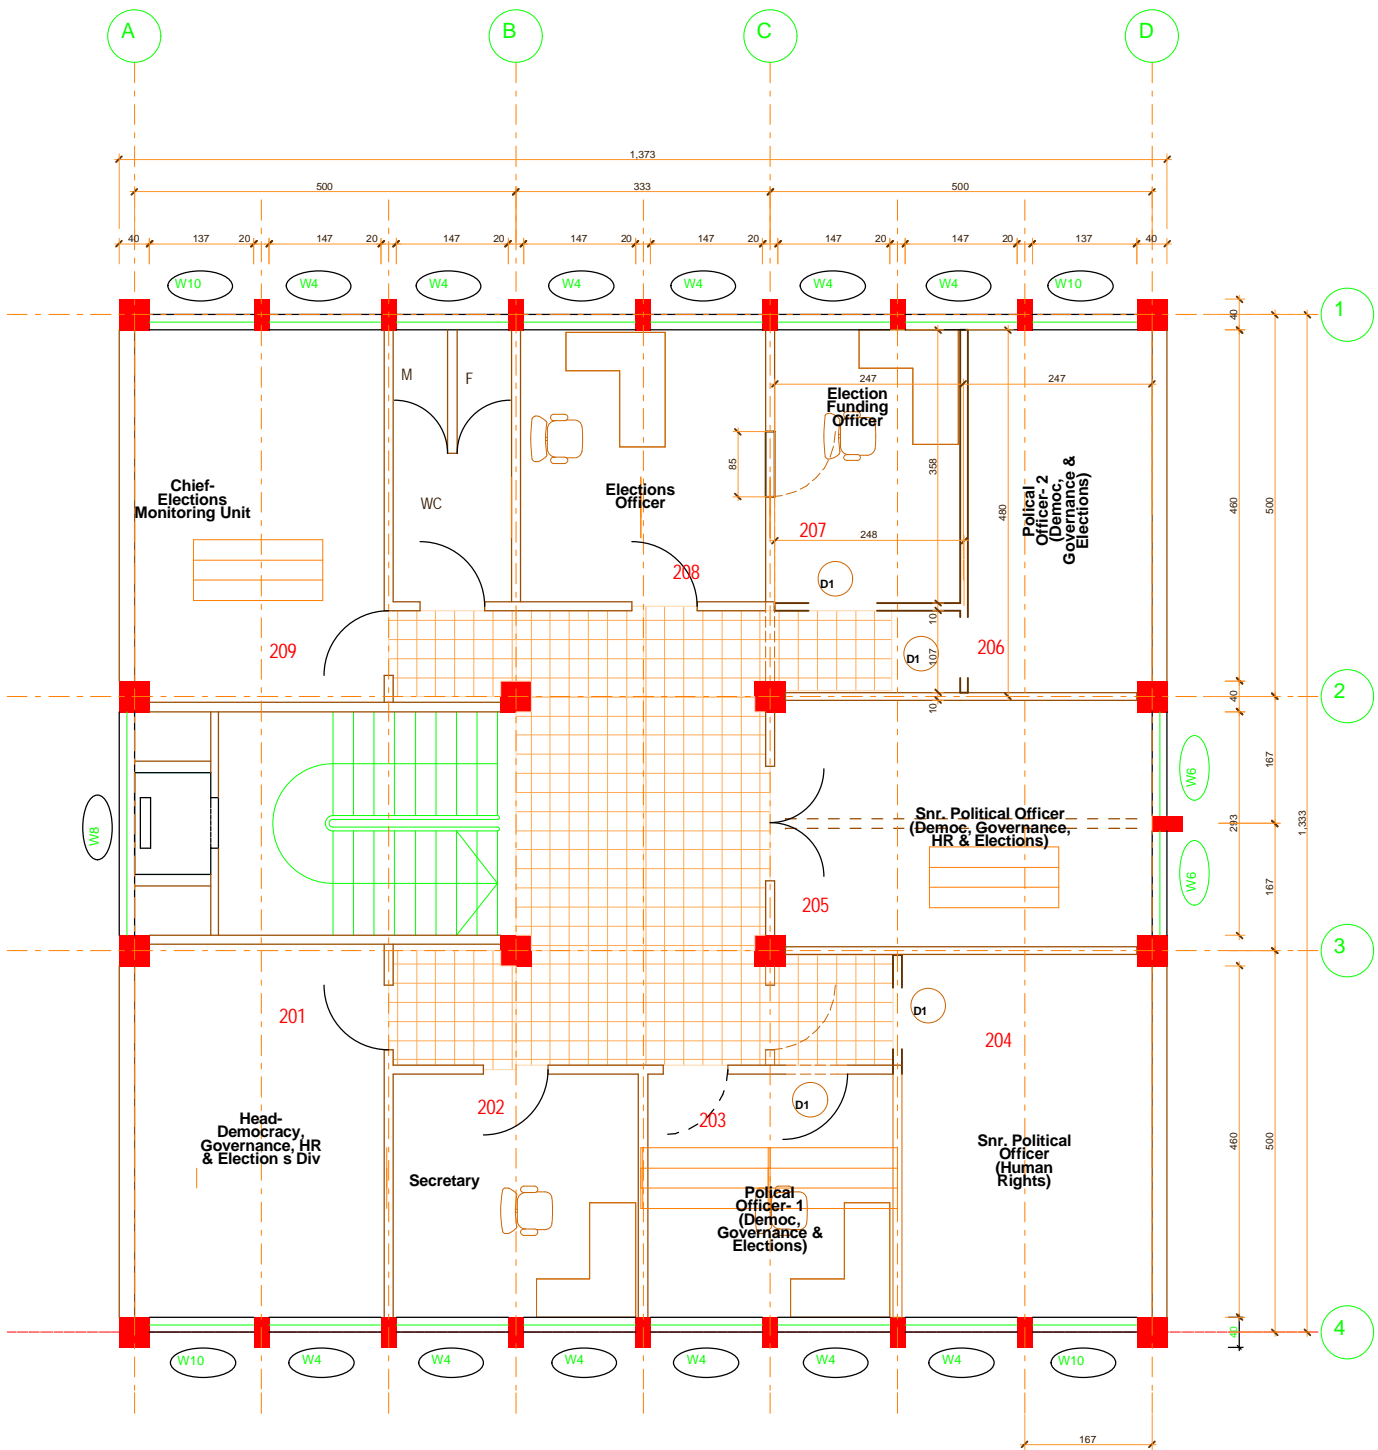 A
B
C
D
1,373
500
333
500
40
137
20
147
20
147
20
147
20
147
20
147
20
147
20
137
40
W10
W4
W4
W4
W4
W4
W4
W10
1
40
M
F
247
247
Election
Funding
Officer
85
358
480
460
500
Chief-
Elections
Monitoring Unit
WC
Elections
Officer
Polical
Officer- 2
(Democ,
Governance &
Elections)
207
248
208
D1
10
209
D1
107
206
2
40
10
W8
W6
167
Snr. Political Officer
(Democ, Governance,
HR & Elections)
293
1,333
W6
167
205
3
201
D1
204
202
203
D1
Head-
Democracy,
Governance, HR
& Election s Div
Secretary
Polical
Officer- 1
(Democ,
Governance &
Elections)
Snr. Political
Officer
(Human
Rights)
460
500
4
40
W10
W4
W4
W4
W4
W4
W4
W10
167